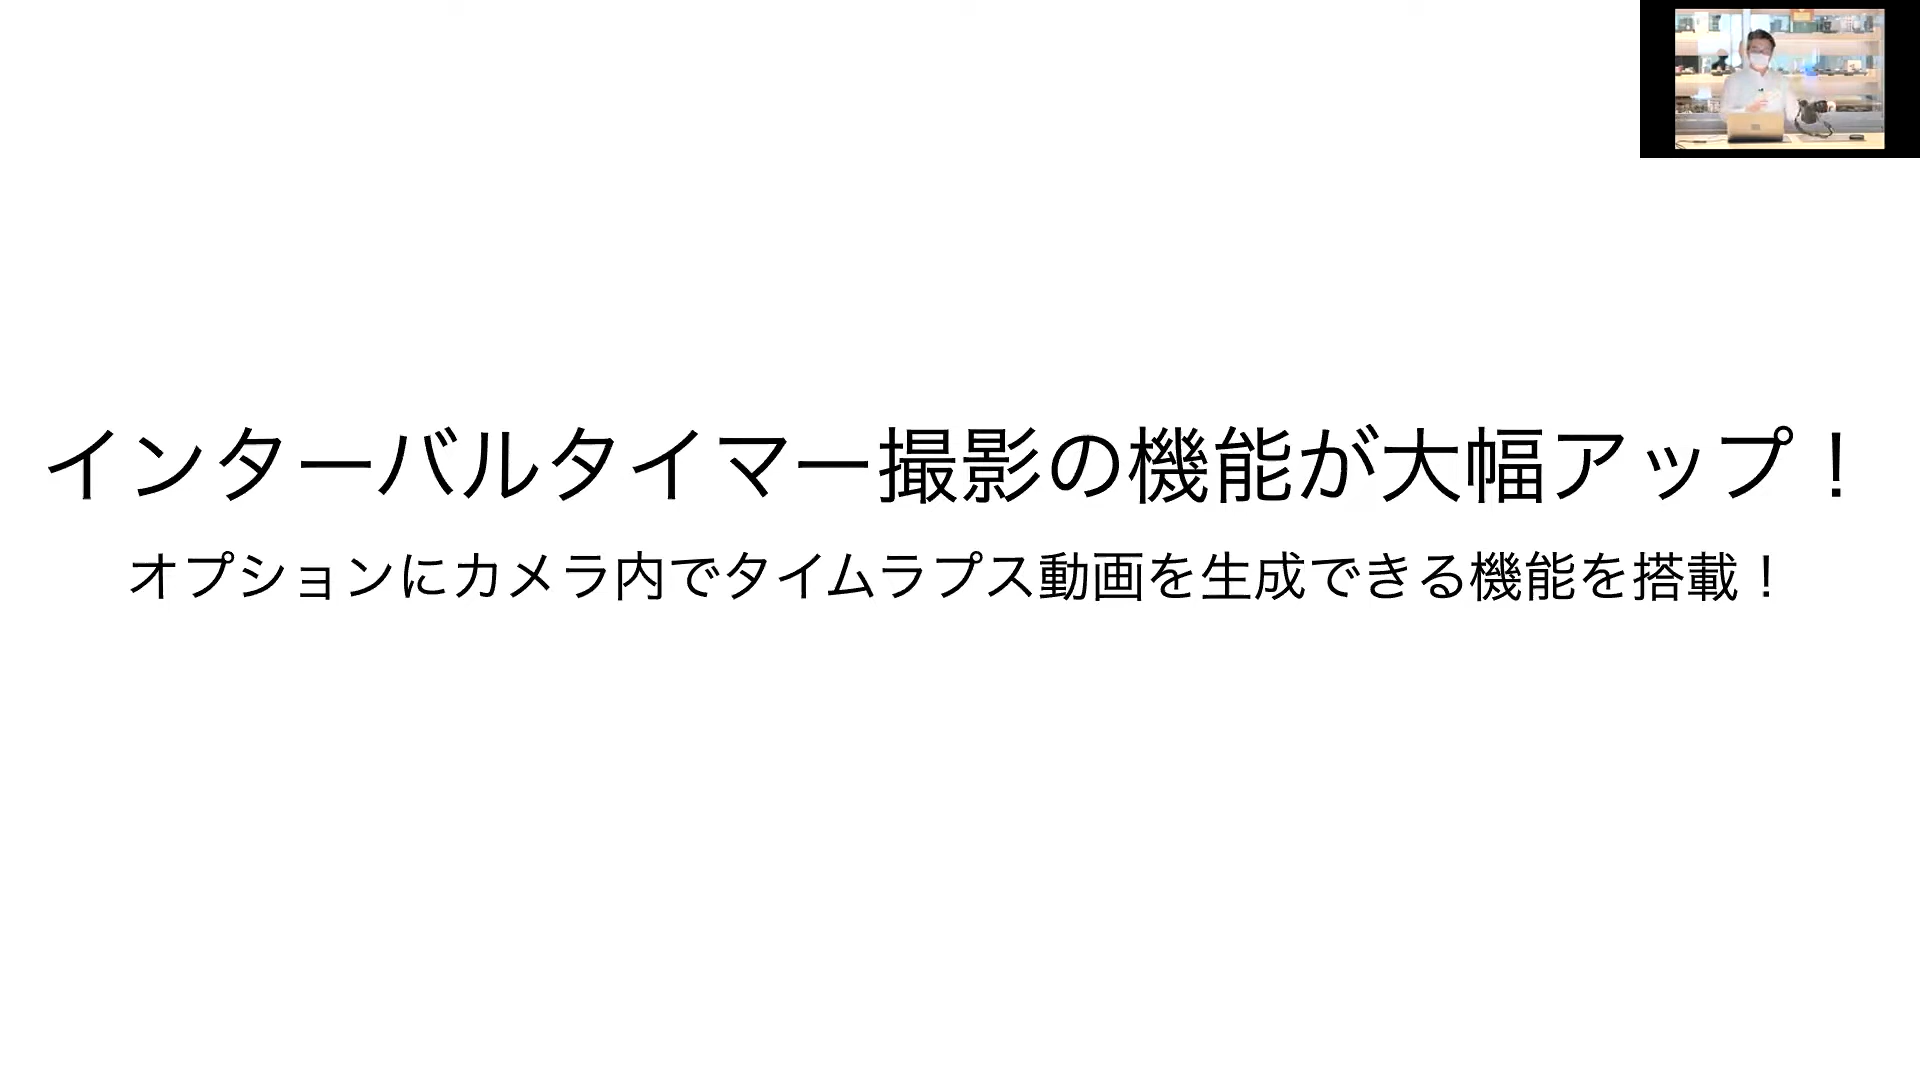 インターバルタイマー撮影の機能が大幅アップ！
オプションにカメラ内でタイムラプス動画を生成できる機能を搭載！